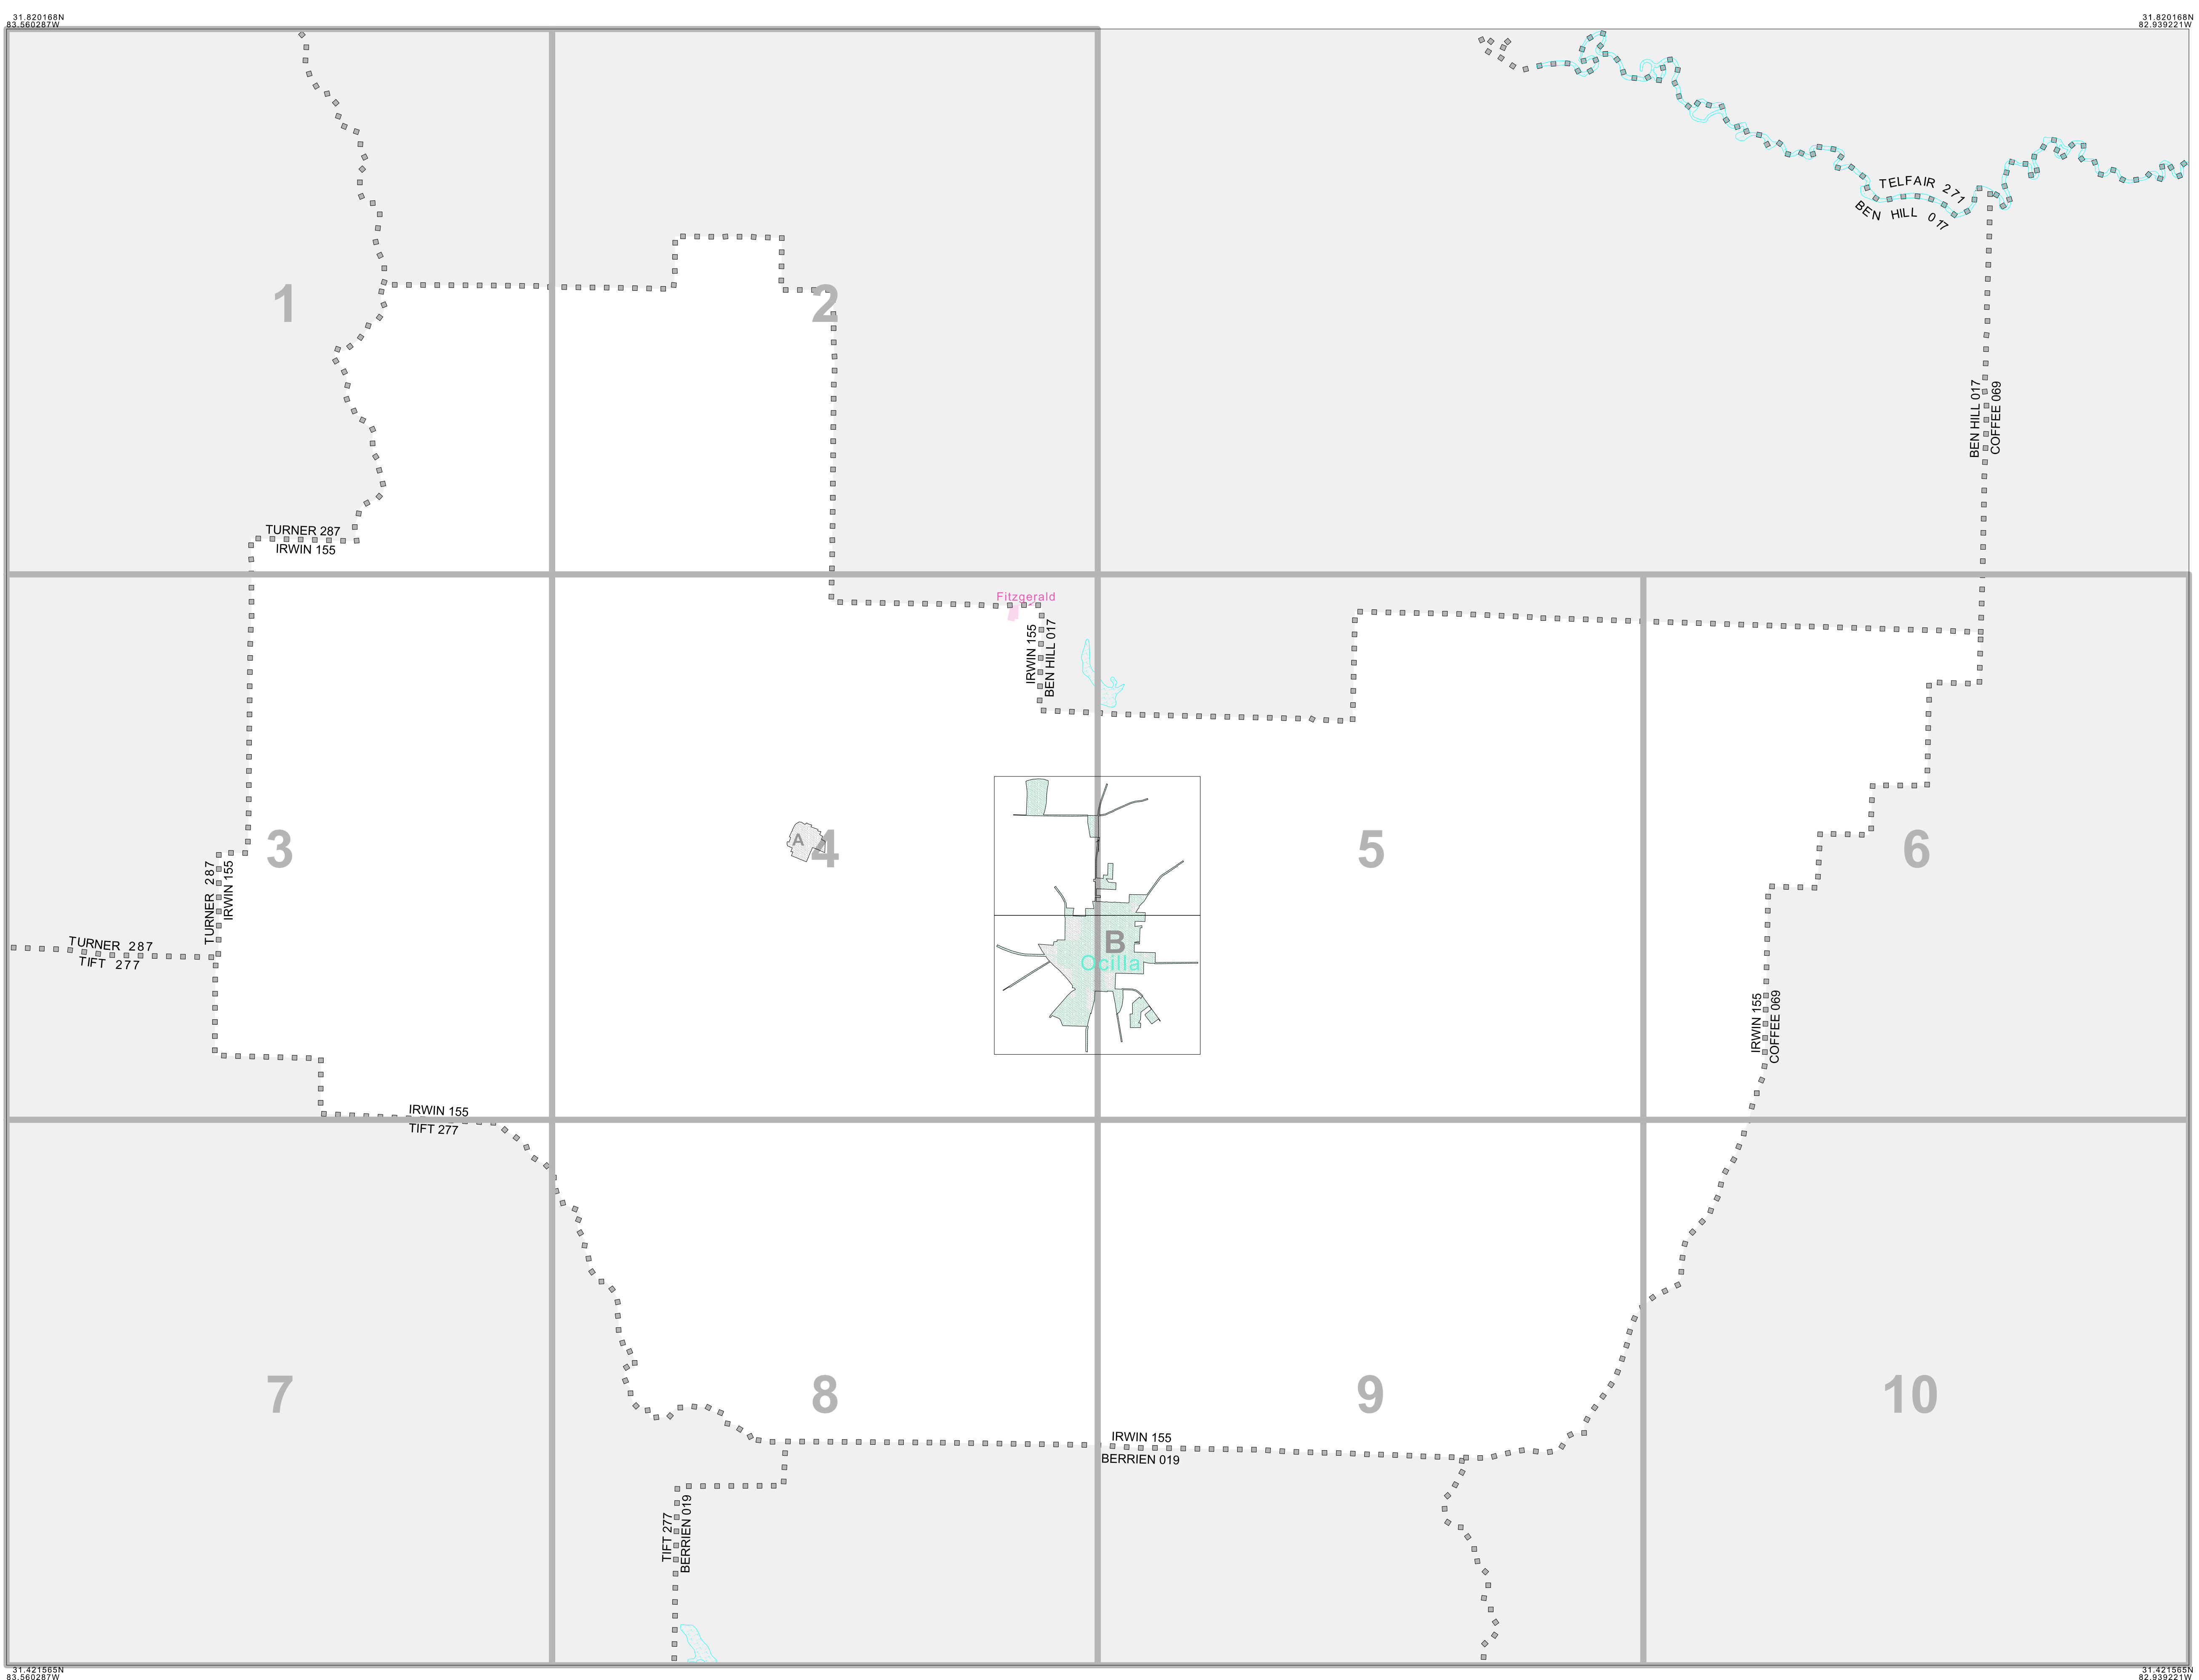 31.820168N
83.560287W
31.820168N
82.939221W
TELFAIR 271
BEN HILL 017
1
2
BEN HILL 017
COFFEE 069
TURNER 287
IRWIN 155
Fitzgerald
IRWIN 155
BEN HILL 017
3
A
4
5
6
TURNER 287
IRWIN 155
B
Ocilla
TURNER 287
TIFT 277
IRWIN 155
COFFEE 069
IRWIN 155
TIFT 277
7
8
9
10
IRWIN 155
BERRIEN 019
TIFT 277
BERRIEN 019
31.421565N
83.560287W
31.421565N
82.939221W